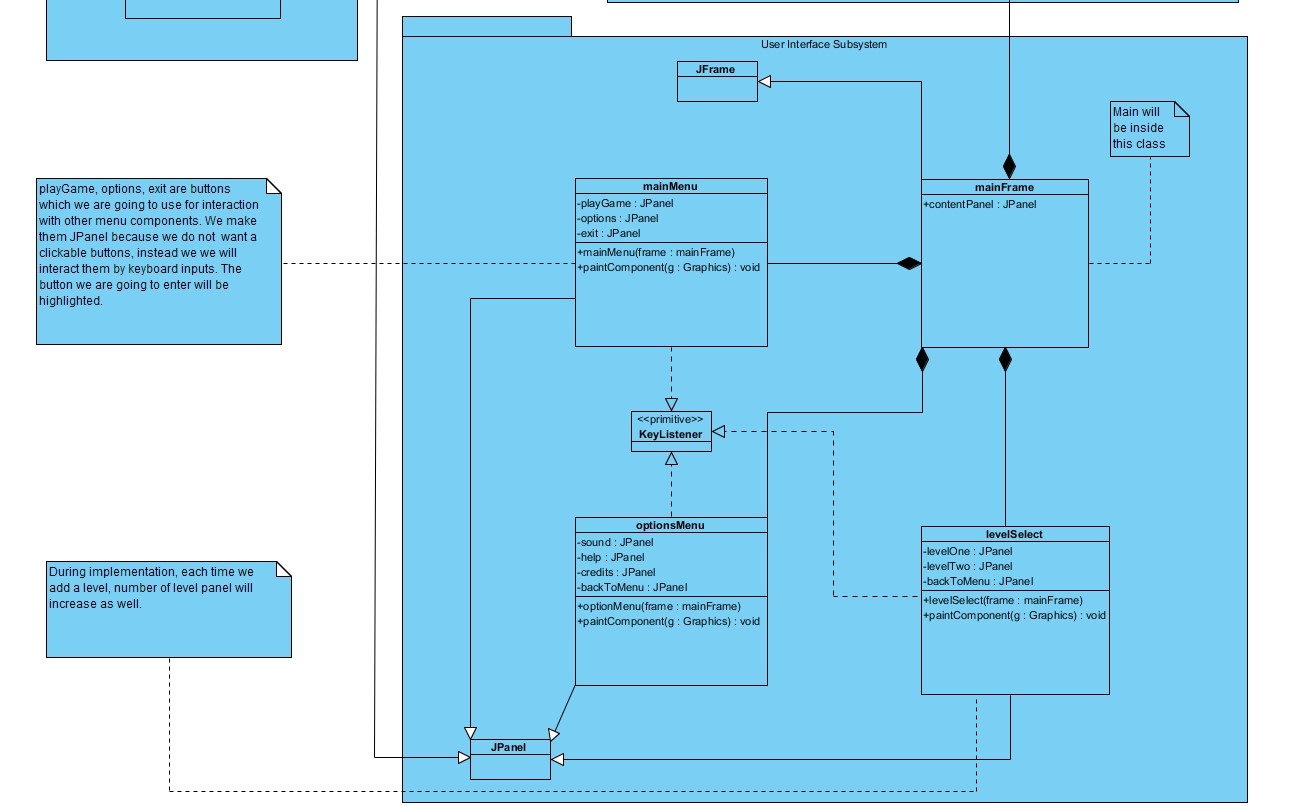 User Interface Subsystem
JFrame
Main will
be inside
this class
playGame, options, exit are buttons
which we are going to use for interaction
with other menu components. We make
them JPanel because we do not  want a
clickable buttons, instead we we will
interact them by keyboard inputs. The
button we are going to enter will be
highlighted.
mainMenu
-playGame : JPanel
-options : JPanel
-exit : JPanel
+mainMenu(frame : mainFrame)
+paintComponent(g : Graphics) : void
mainFrame
+contentPanel : JPanel
<<primitive>>
KeyListener
optionsMenu
-sound : JPanel
-help : JPanel
-credits : JPanel
-backToMenu : JPanel
+optionMenu(frame : mainFrame)
+paintComponent(g : Graphics) : void
levelSelect
-levelOne : JPanel
-levelTwo : JPanel
-backToMenu : JPanel
+levelSelect(frame : mainFrame)
+paintComponent(g : Graphics) : void
During implementation, each time we
add a level, number of level panel will
increase as well.
JPanel